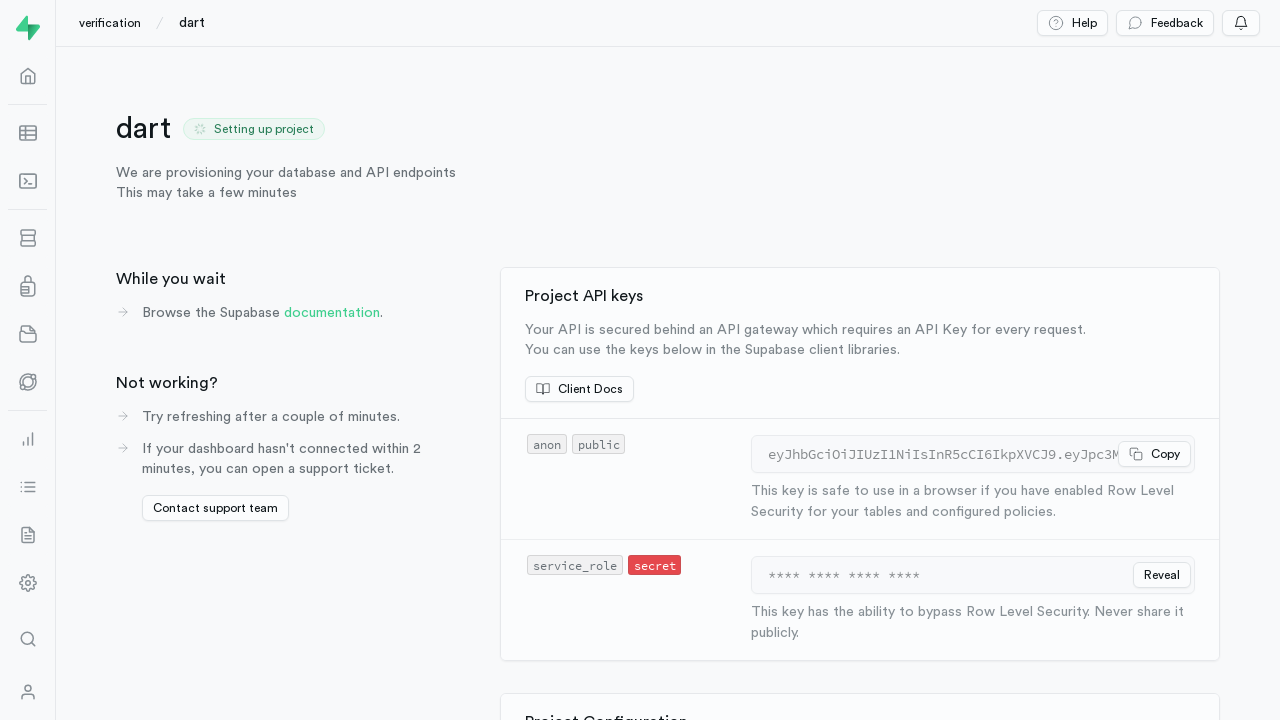 verification / dart
Help
Feedback
dart
Setting up project
We are provisioning your database and API endpoints
This may take a few minutes
While you wait
Browse the Supabase documentation.
Not working?
Try refreshing after a couple of minutes.
If your dashboard hasn't connected within 2
minutes, you can open a support ticket.
Contact support team
Project API keys
Your API is secured behind an API gateway which requires an API Key for every request.
You can use the keys below in the Supabase client libraries.
Client Docs
anon public
eyJhbGciOiJIUzI1NiIsInR5cCI6IkpXVCJ9.eyJpc3M
Copy
This key is safe to use in a browser if you have enabled Row Level
Security for your tables and configured policies.
service_role secret
**** **** **** ****
Reveal
This key has the ability to bypass Row Level Security. Never share it
publicly.
Project Configuration